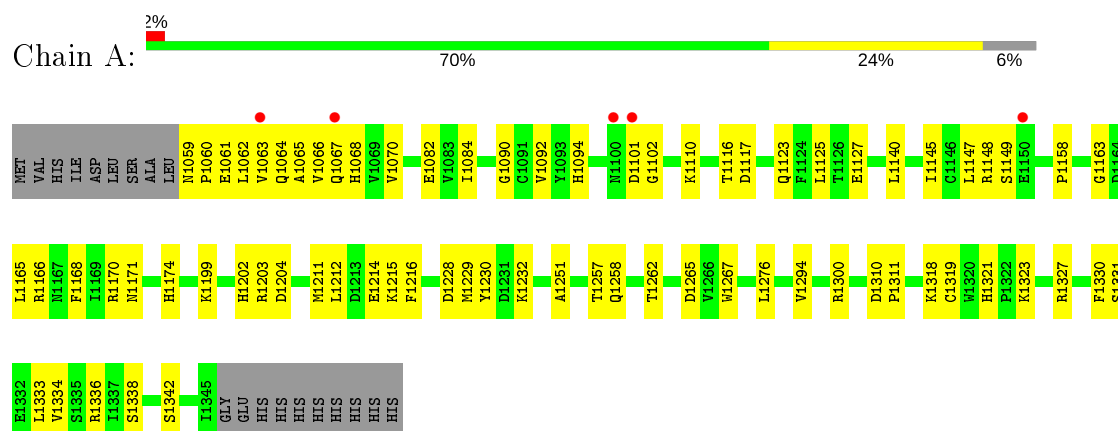 2%
Chain A:
70% 24% 6%
MET VAL HIS ILE ASP LEU SER ALA LEU N1059 P1060 E1061 L1062 V1063 Q1064 A1065 V1066 Q1067 H1068 V1069 V1070 E1082 V1083 I1084 G1090 C1091 V1092 Y1093 H1094 N1100 D1101 G1102 K1110 T1116 D1117 Q1123 F1124 L1125 T1126 E1127 L1140 I1145 C1146 L1147 R1148 S1149 E1150 P1158 G1163 D1164
L1165 R1166 N1167 F1168 I1169 R1170 N1171 H1174 K1199 H1202 R1203 D1204 M1211 L1212 D1213 E1214 K1215 F1216 D1228 M1229 Y1230 D1231 K1232 A1251 T1257 Q1258 T1262 D1265 V1266 W1267 L1276 V1294 R1300 D1310 P1311 K1318 C1319 W1320 H1321 P1322 K1323 R1327 F1330 S1331
E1332 L1333 V1334 S1335 R1336 I1337 S1338 S1342 I1345 GLY GLU HIS HIS HIS HIS HIS HIS HIS HIS